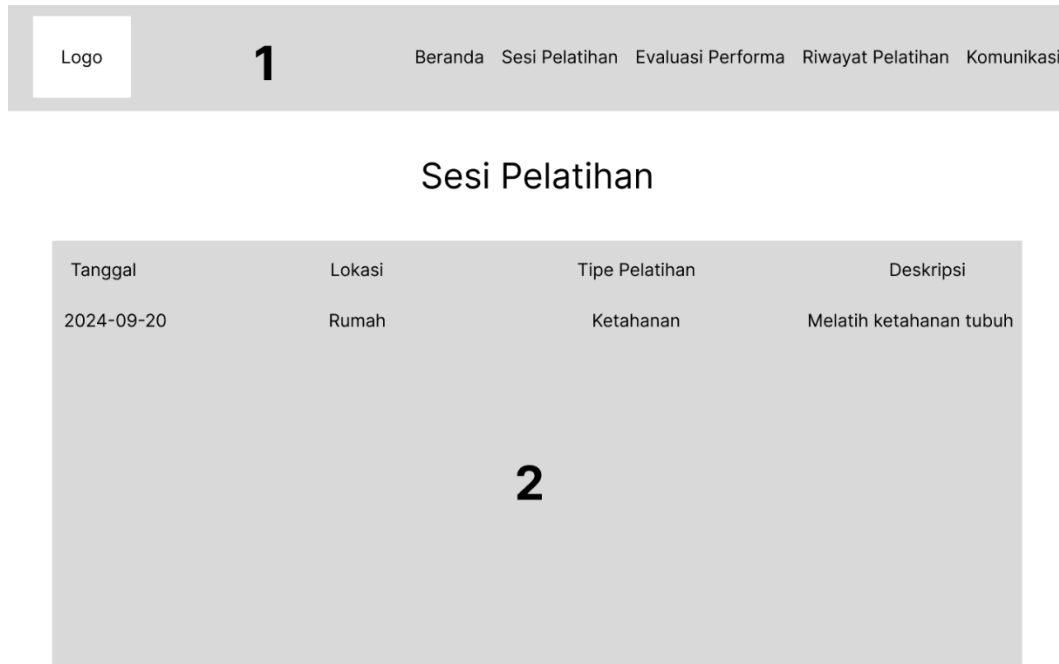 Logo 1 Beranda Sesi Pelatihan Evaluasi Performa Riwayat Pelatihan Komunikasi
Sesi Pelatihan
Tanggal Lokasi Tipe Pelatihan Deskripsi
2024-09-20 Rumah Ketahanan Melatih ketahanan tubuh
2